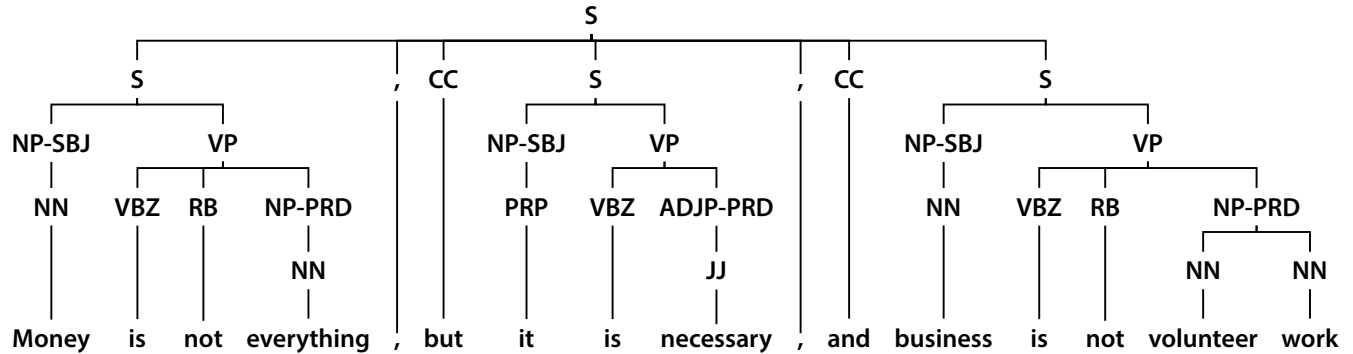 S
S , CC S , CC S
NP-SBJ VP NP-SBJ VP NP-SBJ VP
NN VBZ RB NP-PRD PRP VBZ ADJP-PRD NN VBZ RB NP-PRD
NN JJ NN NN
Money is not everything , but it is necessary , and business is not volunteer work